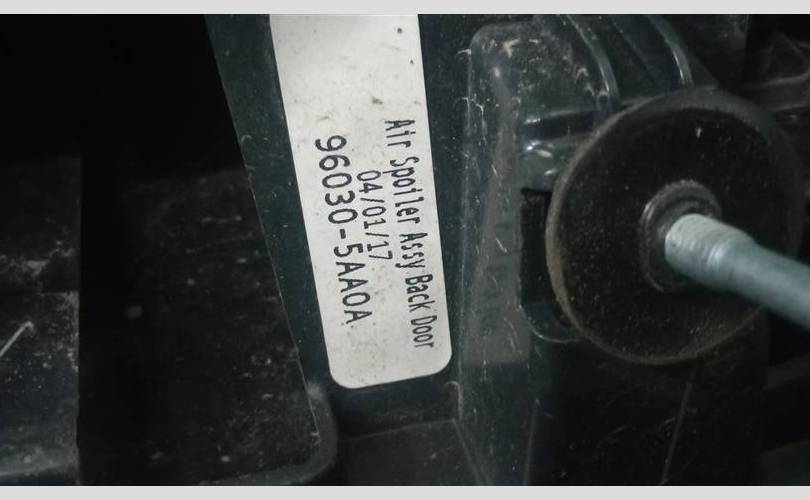 Air Spoiler Assy Back Door
04/01/17
96030-5AA0A